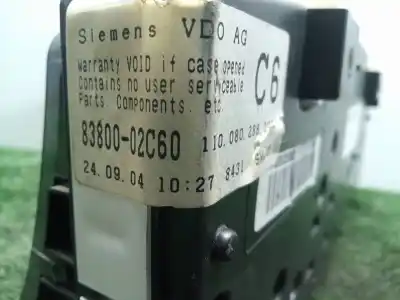 Siemens VDO AG
Warranty VOID if case opened
Contains no user serviceable
Parts. Components. etc
C6
83800-02C60 110.080.288
24.09.04 10:27 8431